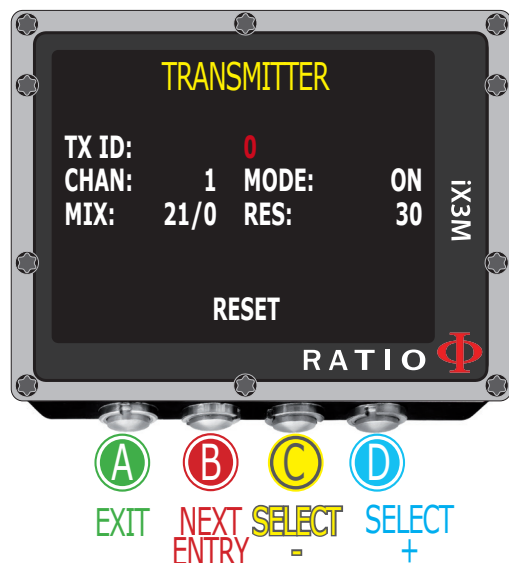 TRANSMITTER
TX ID: 0
CHAN: 1 MODE: ON
MIX: 21/0 RES: 30
RESET
iX3M
RATIO
A B C D
EXIT NEXT ENTRY SELECT - SELECT +